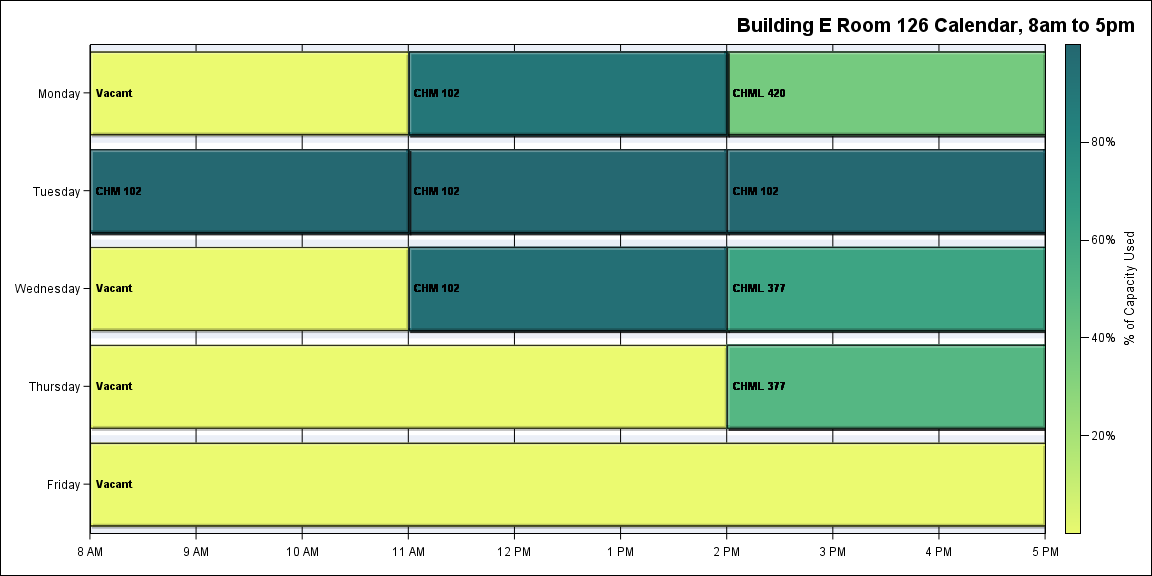 Building E Room 126 Calendar, 8am to 5pm
Monday
Vacant
CHM 102
CHML 420
Tuesday
CHM 102
CHM 102
CHM 102
Wednesday
Vacant
CHM 102
CHML 377
Thursday
Vacant
CHML 377
Friday
Vacant
8 AM
9 AM
10 AM
11 AM
12 PM
1 PM
2 PM
3 PM
4 PM
5 PM
80%
60%
40%
20%
% of Capacity Used